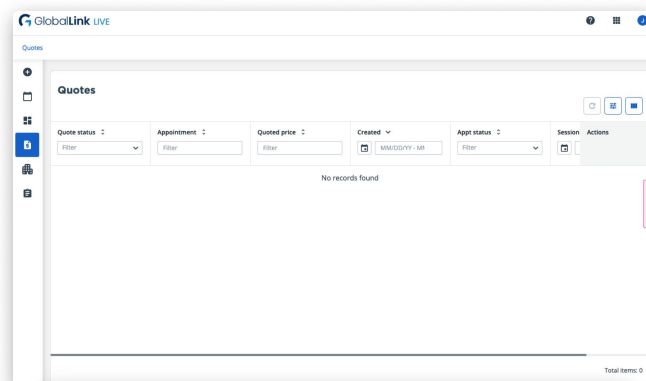 GlobalLink LIVE
J
Quotes
Quotes
Quote status Appointment Quoted price Created Appt status Session Actions
Filter Filter Filter MM/DD/YY - MM Filter
No records found
Total items: 0